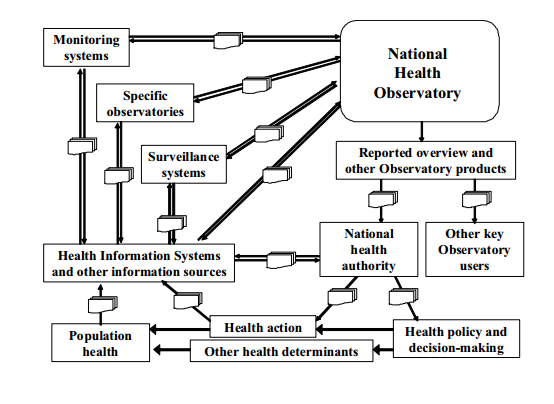 Monitoring
systems
National
Health
Observatory
Specific
observatories
Surveillance
systems
Reported overview and
other Observatory products
Health Information Systems
and other information sources
National
health
authority
Other key
Observatory
users
Population
health
Health action
Other health determinants
Health policy and
decision-making